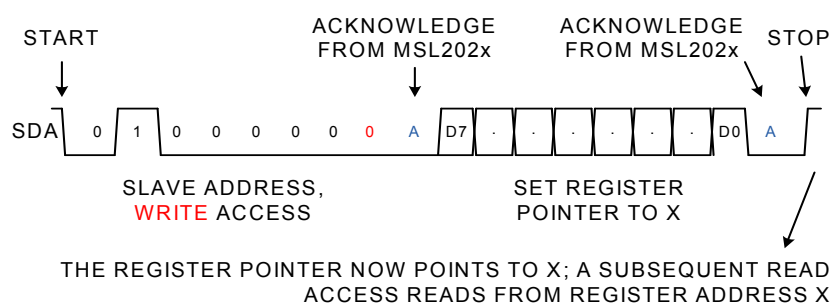 START
ACKNOWLEDGE
FROM MSL202x
ACKNOWLEDGE
FROM MSL202x
STOP
SDA 0 1 0 0 0 0 0 0 A D7 . . . . . . D0 A
SLAVE ADDRESS,
WRITE ACCESS
SET REGISTER
POINTER TO X
THE REGISTER POINTER NOW POINTS TO X; A SUBSEQUENT READ
ACCESS READS FROM REGISTER ADDRESS X